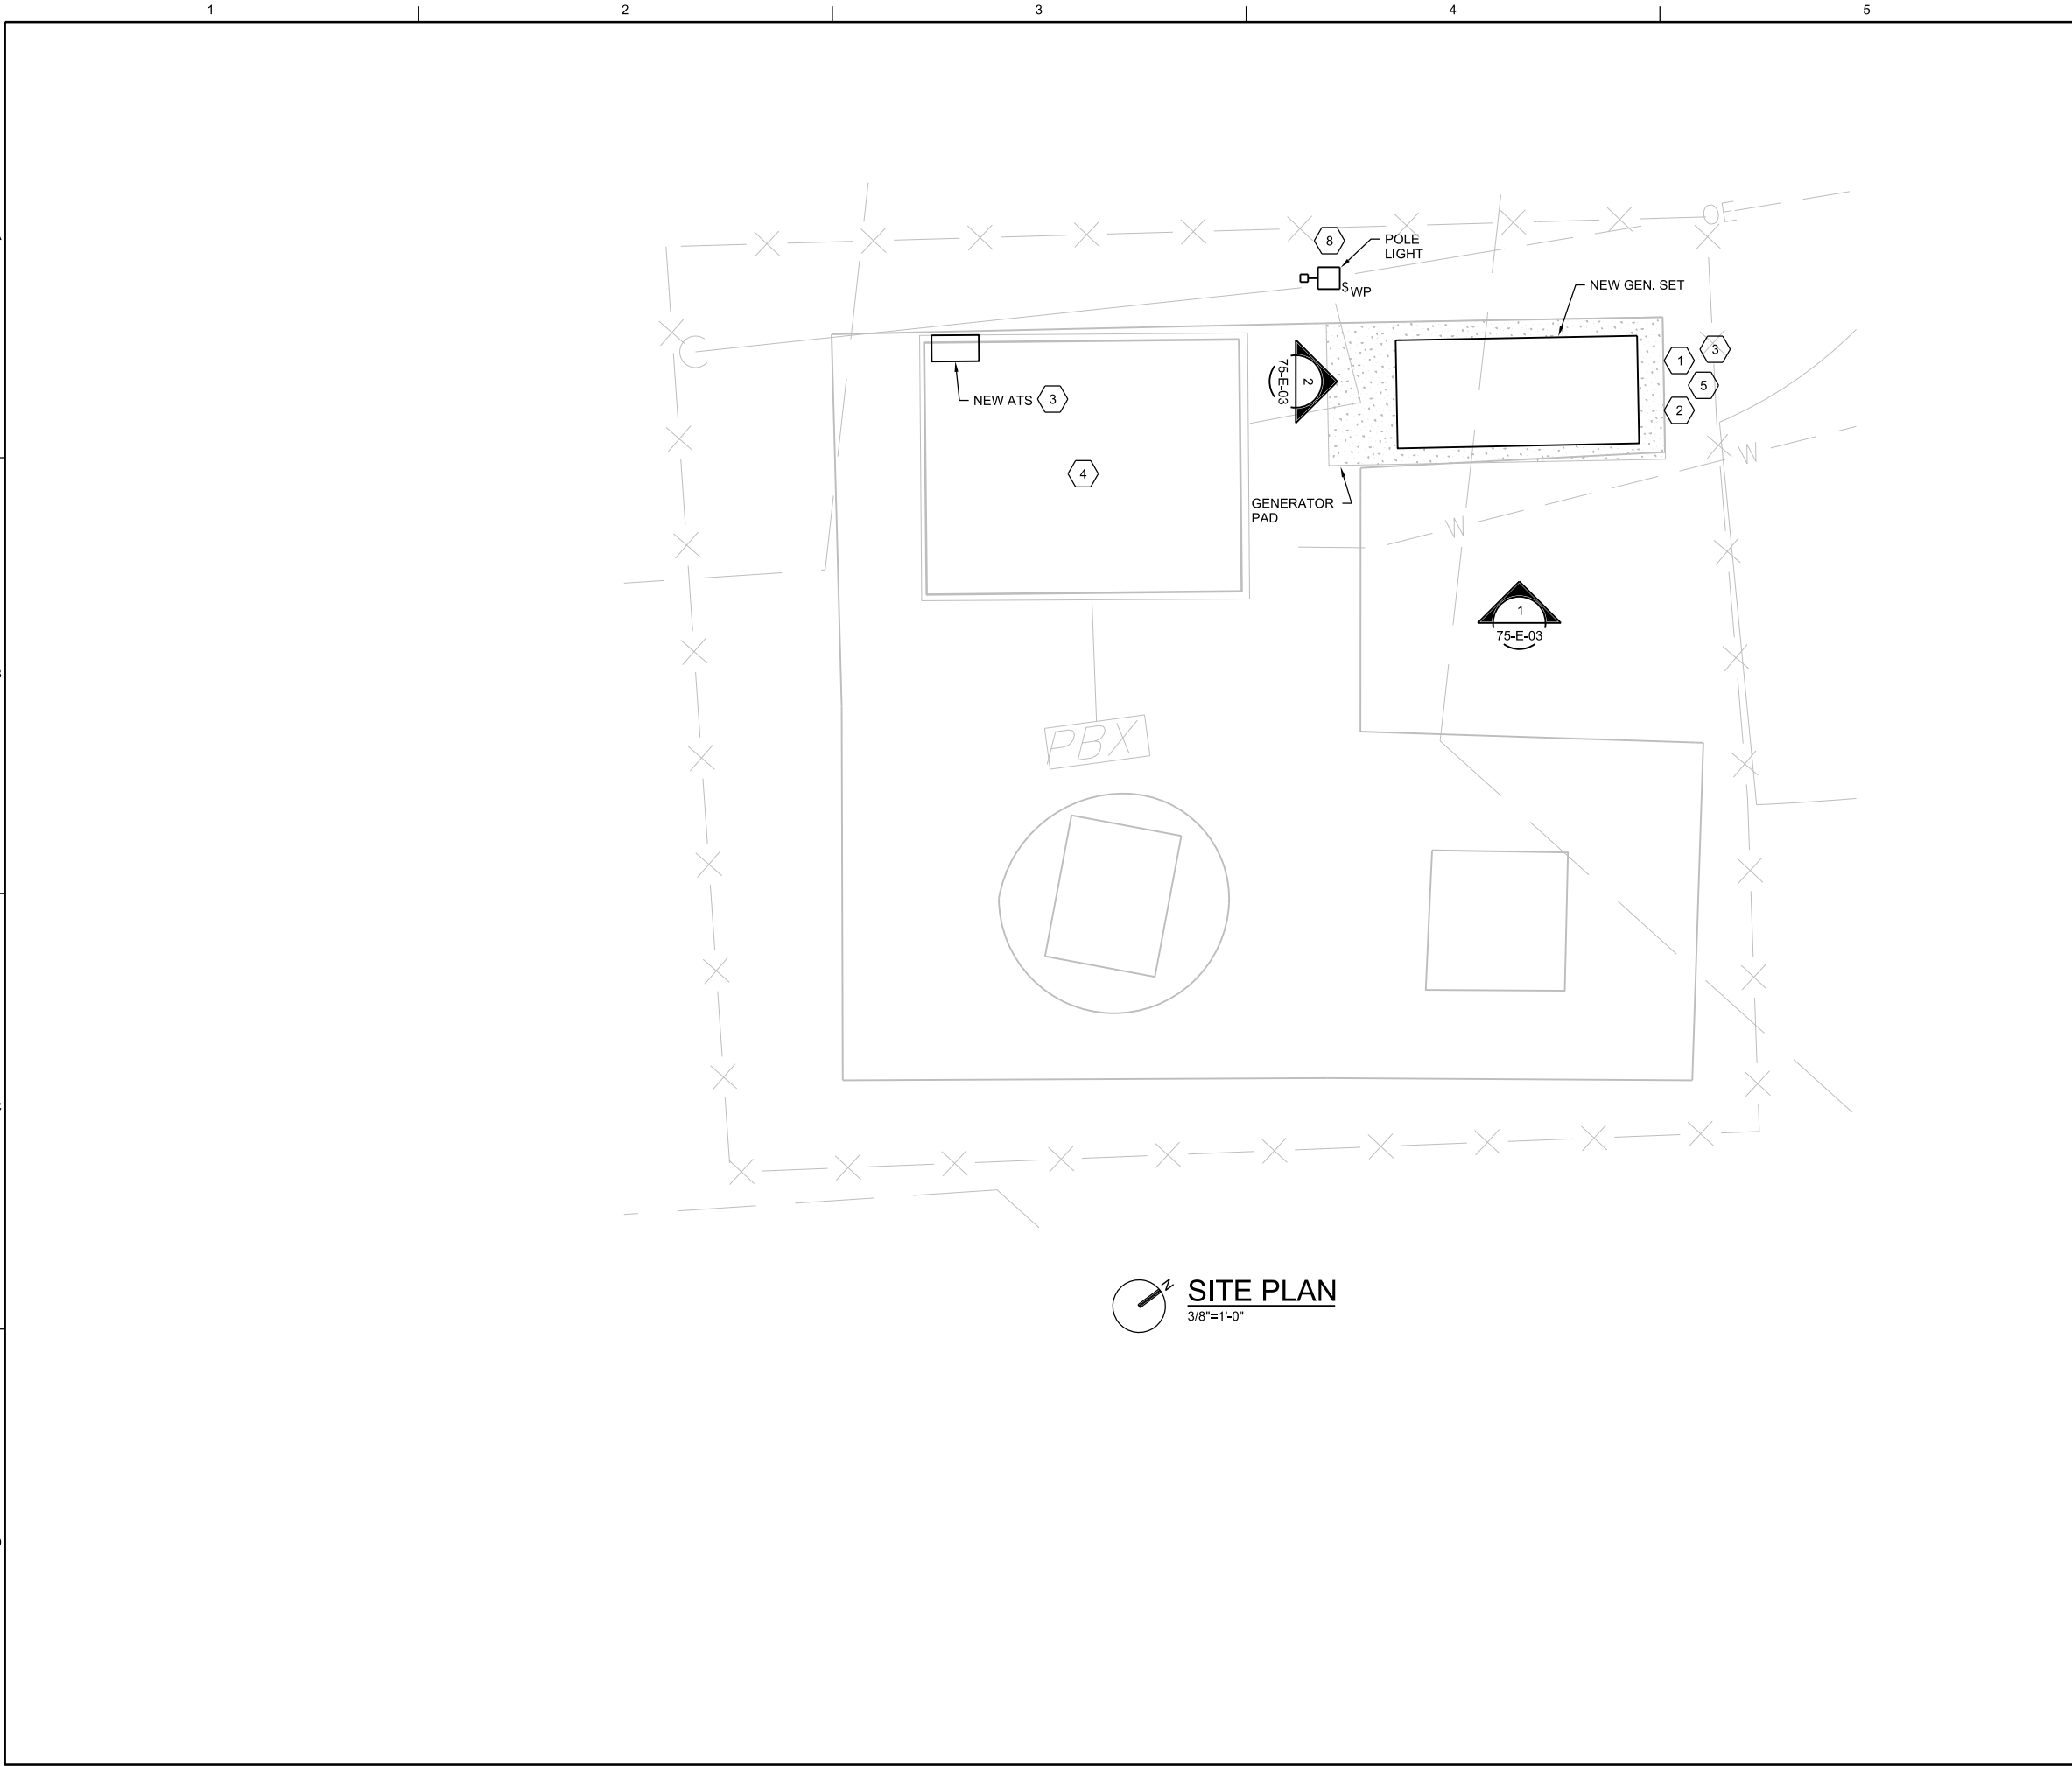 1 2 3 4 5
OE
8
POLE
LIGHT
$ WP
NEW GEN. SET
C
3
1
5
2
2
75-E-03
NEW ATS 3
W
4
GENERATOR
PAD
W
1
75-E-03
PBX
N
SITE PLAN
3/8"=1'-0"